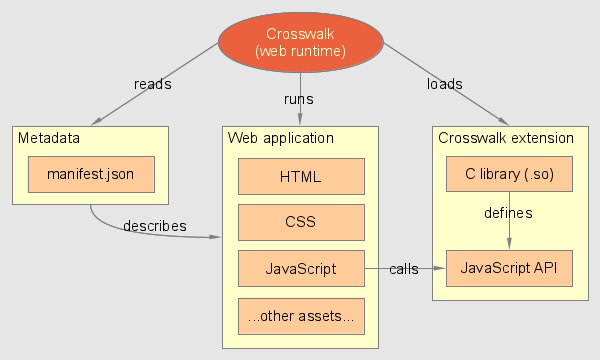 Crosswalk
(web runtime)
reads
runs
loads
Metadata
manifest.json
describes
Web application
HTML
CSS
JavaScript
...other assets...
calls
Crosswalk extension
C library (.so)
defines
JavaScript API